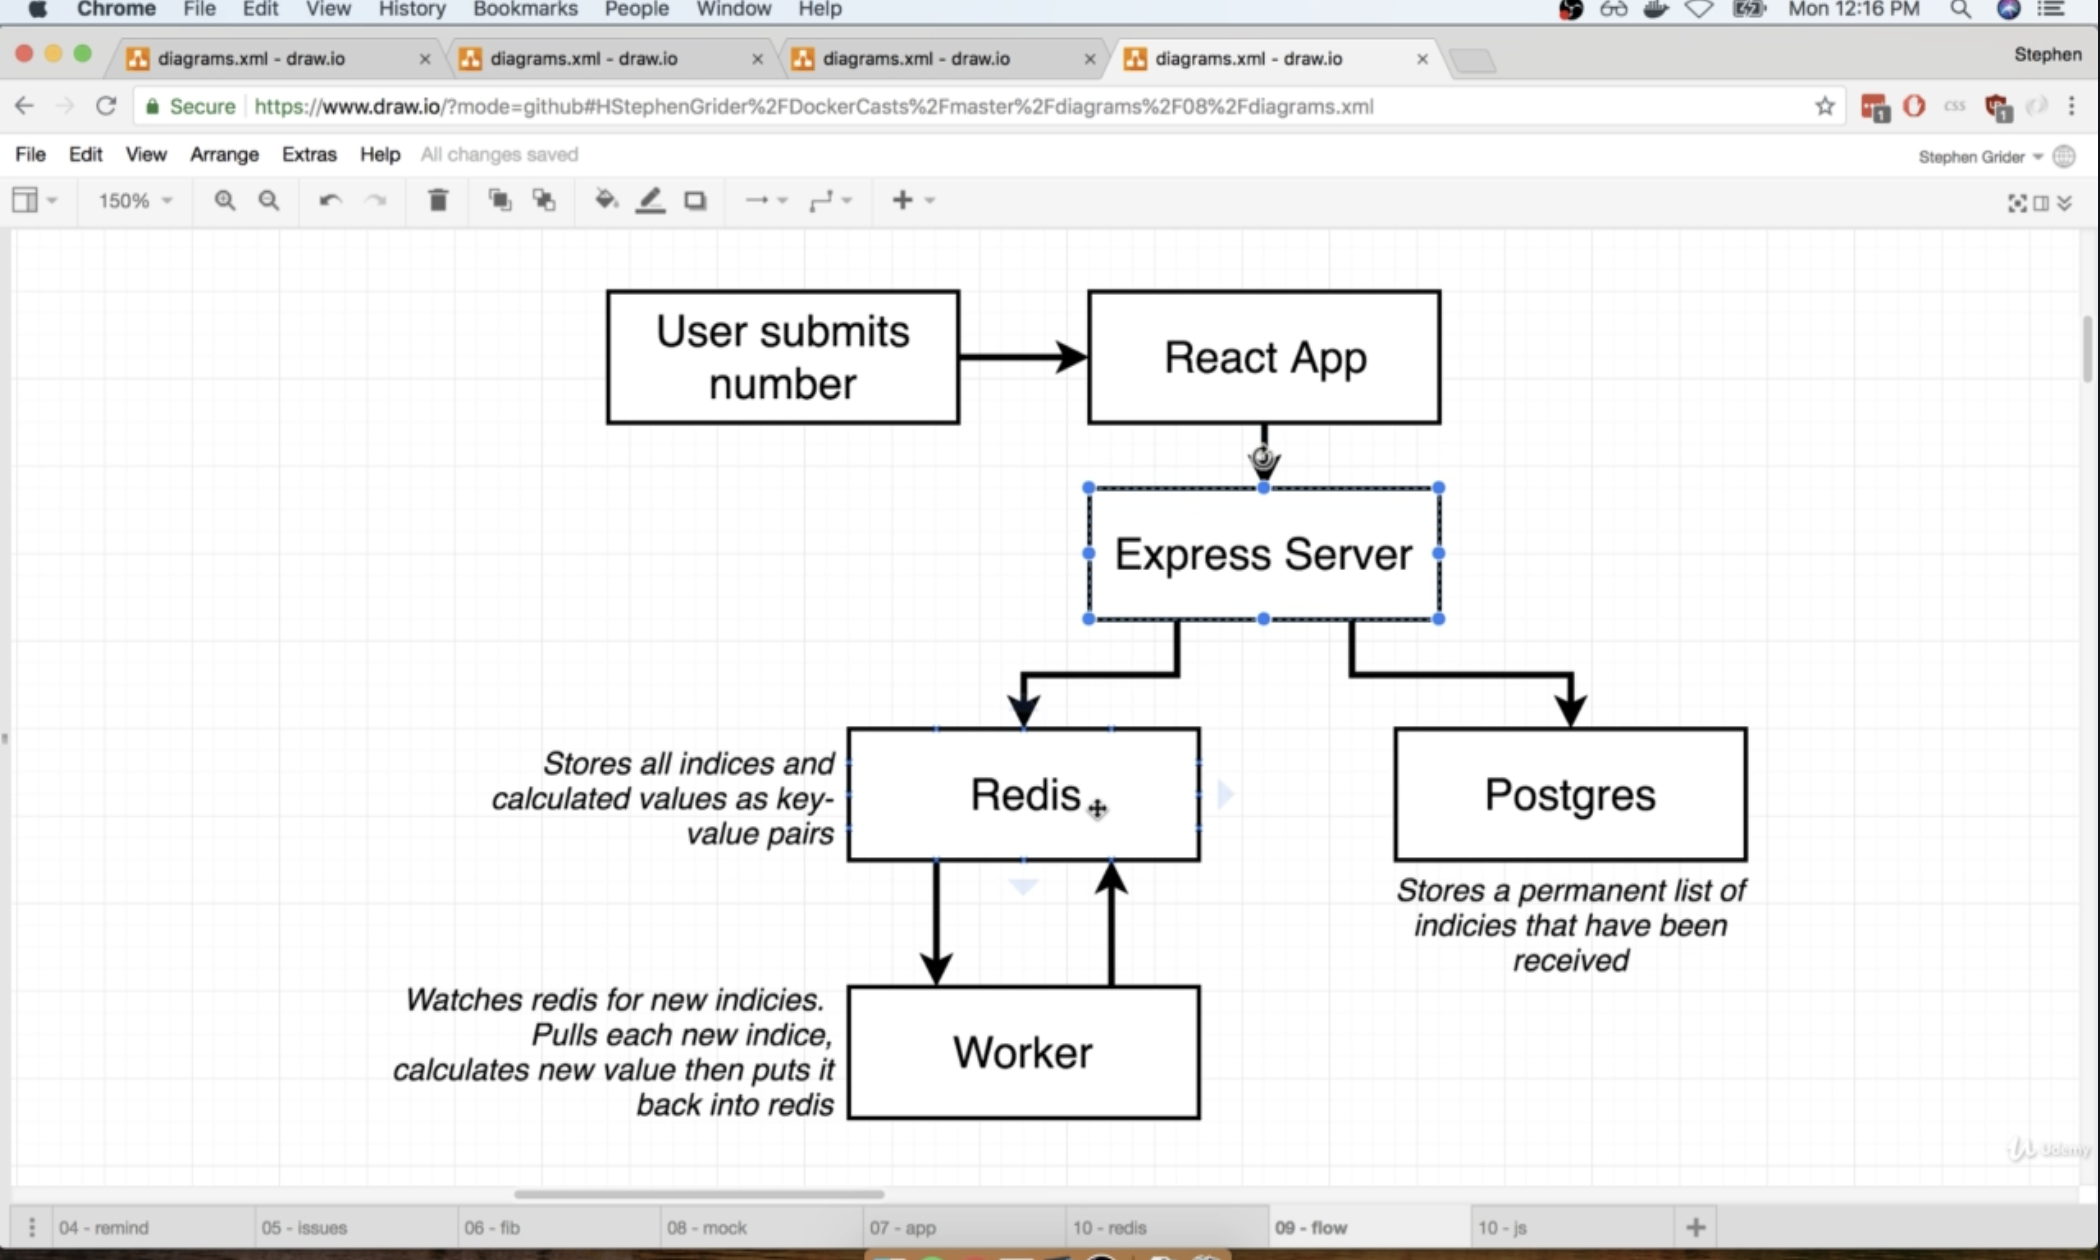 Chrome File Edit View History Bookmarks People Window Help Mon 12:16 PM
diagrams.xml - draw.io diagrams.xml - draw.io diagrams.xml - draw.io diagrams.xml - draw.io Stephen
Secure https://www.draw.io/?mode=github#HStephenGrider%2FDockerCasts%2Fmaster%2Fdiagrams%2F08%2Fdiagrams.xml css 1 1
File Edit View Arrange Extras Help All changes saved Stephen Grider
150%
User submits
number
React App
Express Server
Stores all indices and
calculated values as key-
value pairs
Redis
Postgres
Stores a permanent list of
indicies that have been
received
Watches redis for new indicies.
Pulls each new indice,
calculates new value then puts it
back into redis
Worker
Udemy
04 - remind 05 - issues 06 - fib 08 - mock 07 - app 10 - redis 09 - flow 10 - js